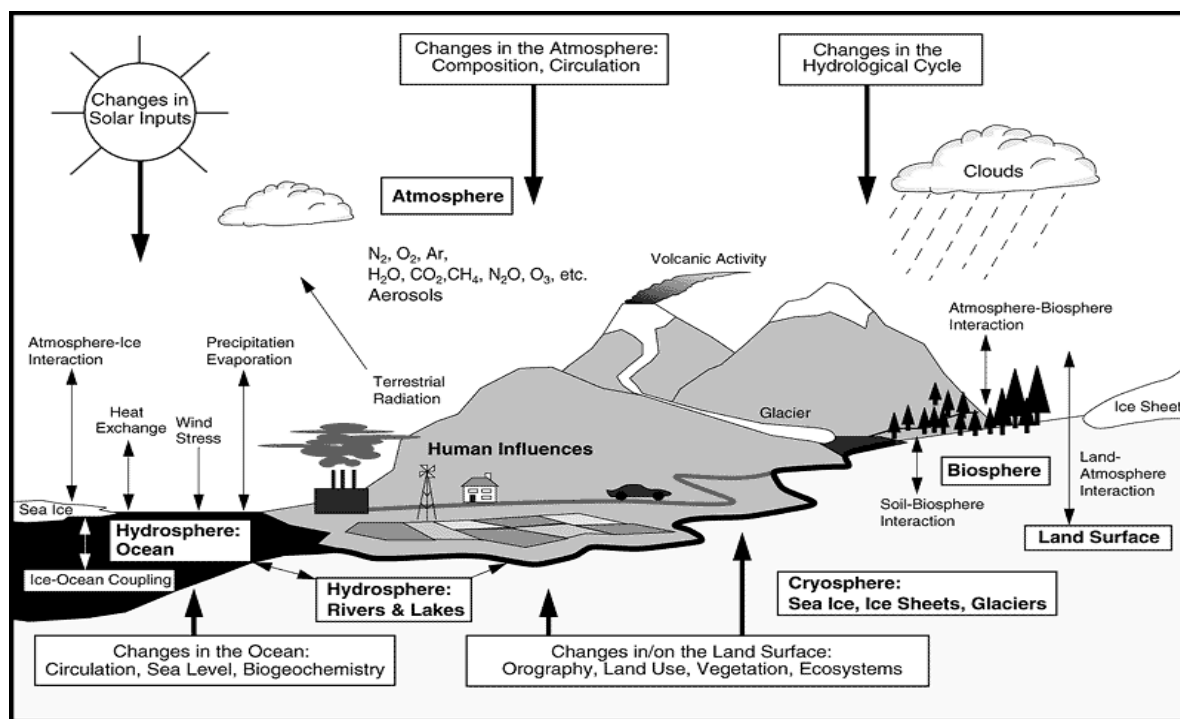 Changes in
Solar Inputs
Changes in the Atmosphere:
Composition, Circulation
Changes in the
Hydrological Cycle
Clouds
Atmosphere
N₂, O₂, Ar,
H₂O, CO₂,CH₄, N₂O, O₃, etc.
Aerosols
Volcanic Activity
Atmosphere-Biosphere
Interaction
Atmosphere-Ice
Interaction
Precipitation
Evaporation
Terrestrial
Radiation
Heat
Exchange
Wind
Stress
Glacier
Ice Sheet
Human Influences
Biosphere
Land-
Atmosphere
Interaction
Soil-Biosphere
Interaction
Sea Ice
Hydrosphere:
Ocean
Land Surface
Ice-Ocean Coupling
Hydrosphere:
Rivers & Lakes
Cryosphere:
Sea Ice, Ice Sheets, Glaciers
Changes in the Ocean:
Circulation, Sea Level, Biogeochemistry
Changes in/on the Land Surface:
Orography, Land Use, Vegetation, Ecosystems